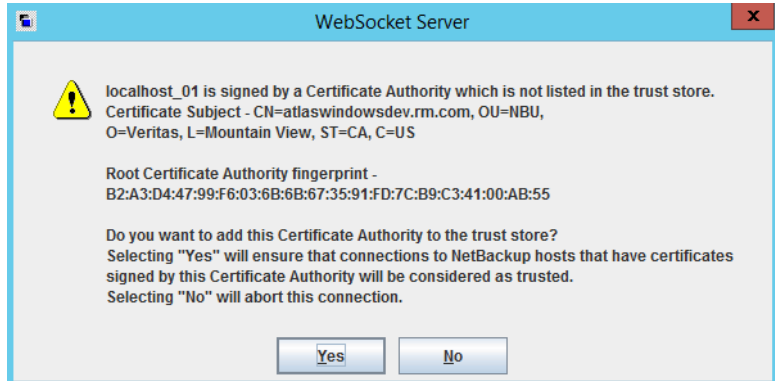 WebSocket Server
x
localhost_01 is signed by a Certificate Authority which is not listed in the trust store.
Certificate Subject - CN=atlaswindowsdev.rm.com, OU=NBU,
O=Veritas, L=Mountain View, ST=CA, C=US
Root Certificate Authority fingerprint -
B2:A3:D4:47:99:F6:03:6B:6B:67:35:91:FD:7C:B9:C3:41:00:AB:55
Do you want to add this Certificate Authority to the trust store?
Selecting "Yes" will ensure that connections to NetBackup hosts that have certificates
signed by this Certificate Authority will be considered as trusted.
Selecting "No" will abort this connection.
Yes
No